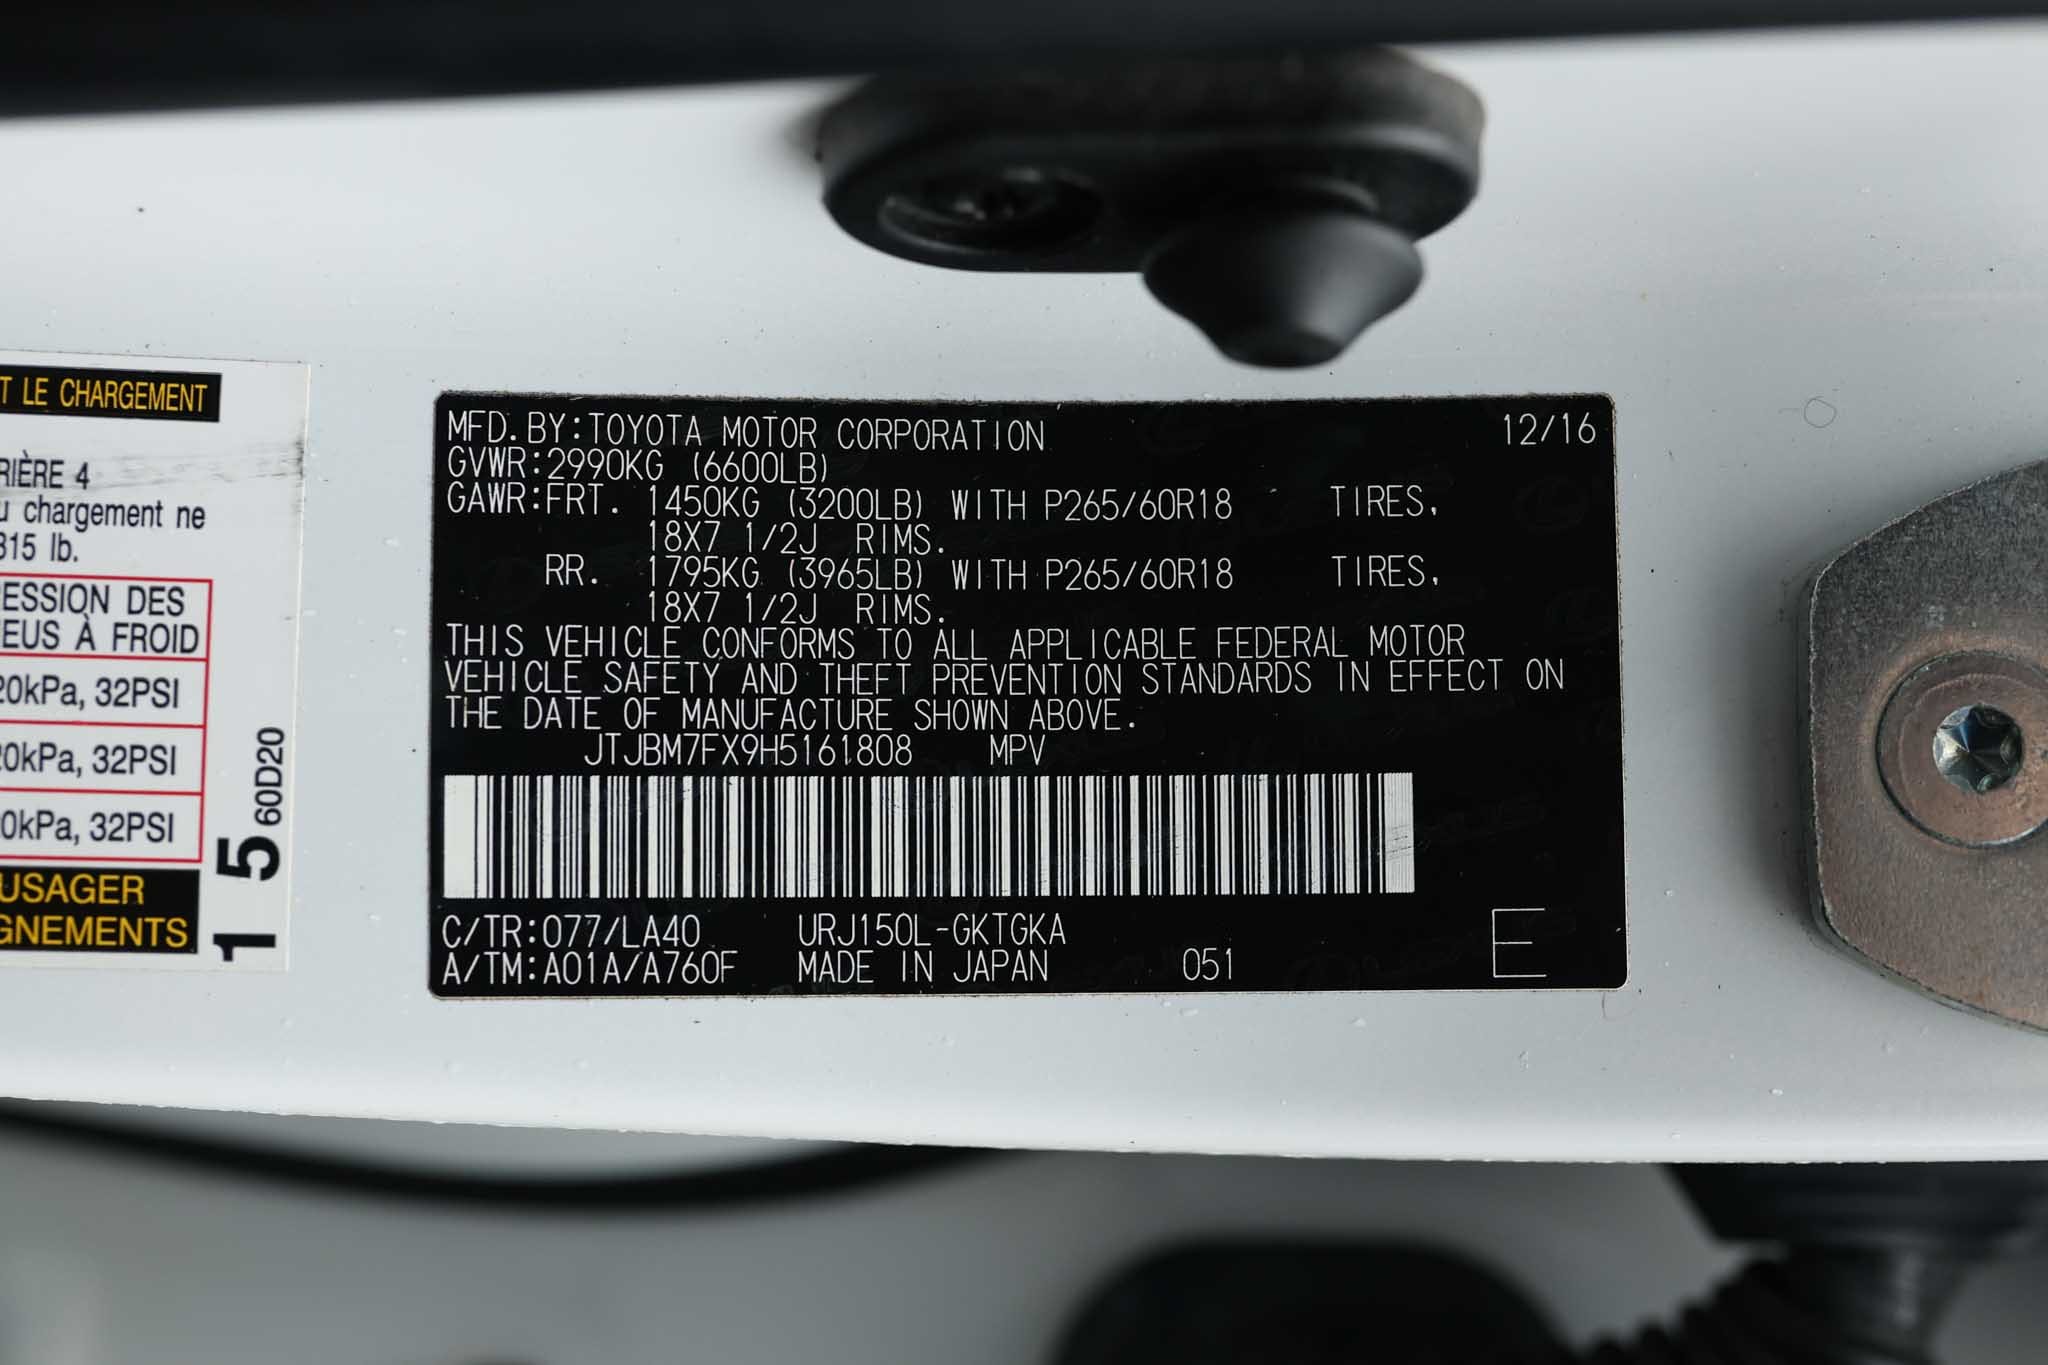 T LE CHARGEMENT
RIÈRE 4
u chargement ne
315 lb.
ESSION DES
EUS À FROID
20kPa, 32PSI
20kPa, 32PSI
0kPa, 32PSI
USAGER
GNEMENTS
15 60D20
MFD. BY: TOYOTA MOTOR CORPORATION 12/16
GVWR: 2990KG (6600LB)
GAWR: FRT. 1450KG (3200LB) WITH P265/60R18 TIRES,
18X7 1/2J RIMS.
RR. 1795KG (3965LB) WITH P265/60R18 TIRES,
18X7 1/2J RIMS.
THIS VEHICLE CONFORMS TO ALL APPLICABLE FEDERAL MOTOR
VEHICLE SAFETY AND THEFT PREVENTION STANDARDS IN EFFECT ON
THE DATE OF MANUFACTURE SHOWN ABOVE.
JTJBM7FX9H5161808 MPV
C/TR: 077/LA40 URJ150L-GKTGKA
A/TM: A01A/A760F MADE IN JAPAN 051 E